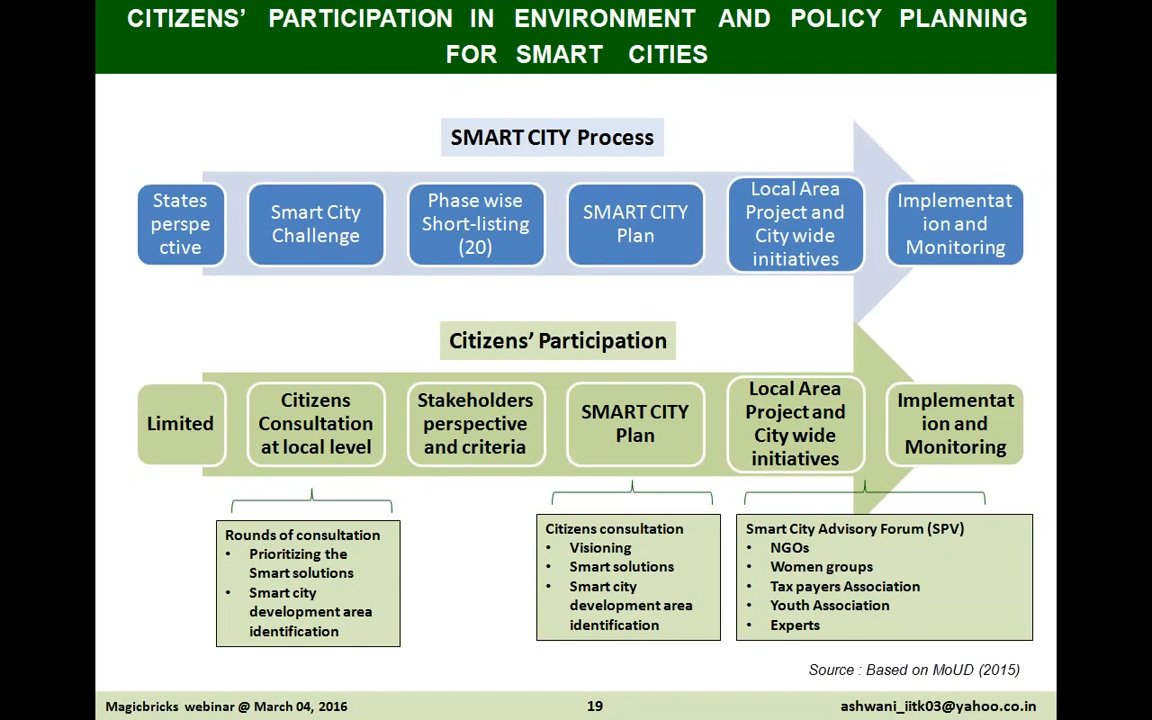 CITIZENS' PARTICIPATION IN ENVIRONMENT AND POLICY PLANNING
FOR SMART CITIES
SMART CITY Process
States
perspe
ctive
Smart City
Challenge
Phase wise
Short-listing
(20)
SMART CITY
Plan
Local Area
Project and
City wide
initiatives
Implementat
ion and
Monitoring
Citizens' Participation
Limited
Citizens
Consultation
at local level
Stakeholders
perspective
and criteria
SMART CITY
Plan
Local Area
Project and
City wide
initiatives
Implementat
ion and
Monitoring
Rounds of consultation
• Prioritizing the
Smart solutions
• Smart city
development area
identification
Citizens consultation
• Visioning
• Smart solutions
• Smart city
development area
identification
Smart City Advisory Forum (SPV)
• NGOs
• Women groups
• Tax payers Association
• Youth Association
• Experts
Source : Based on MoUD (2015)
Magicbricks webinar @ March 04, 2016
19
ashwani_iitk03@yahoo.co.in